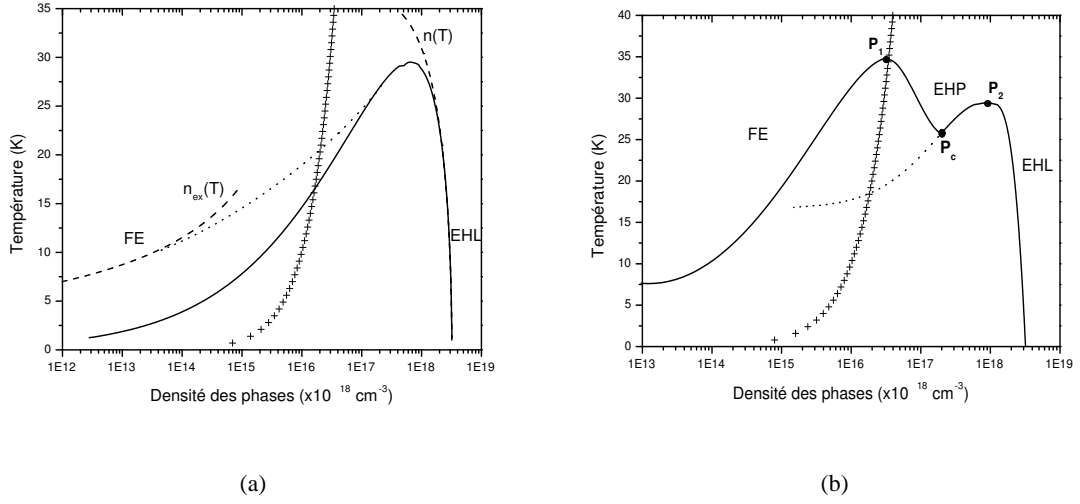 35
30
25
20
15
10
5
0
Température (K)
n(T)
n_ex(T)
FE
EHL
1E12 1E13 1E14 1E15 1E16 1E17 1E18 1E19
Densité des phases (x10 18 cm-3)
(a)
40
35
30
25
20
15
10
5
0
Température (K)
P1
EHP
P2
FE
Pc
EHL
1E13 1E14 1E15 1E16 1E17 1E18 1E19
Densité des phases (x10 18 cm-3)
(b)